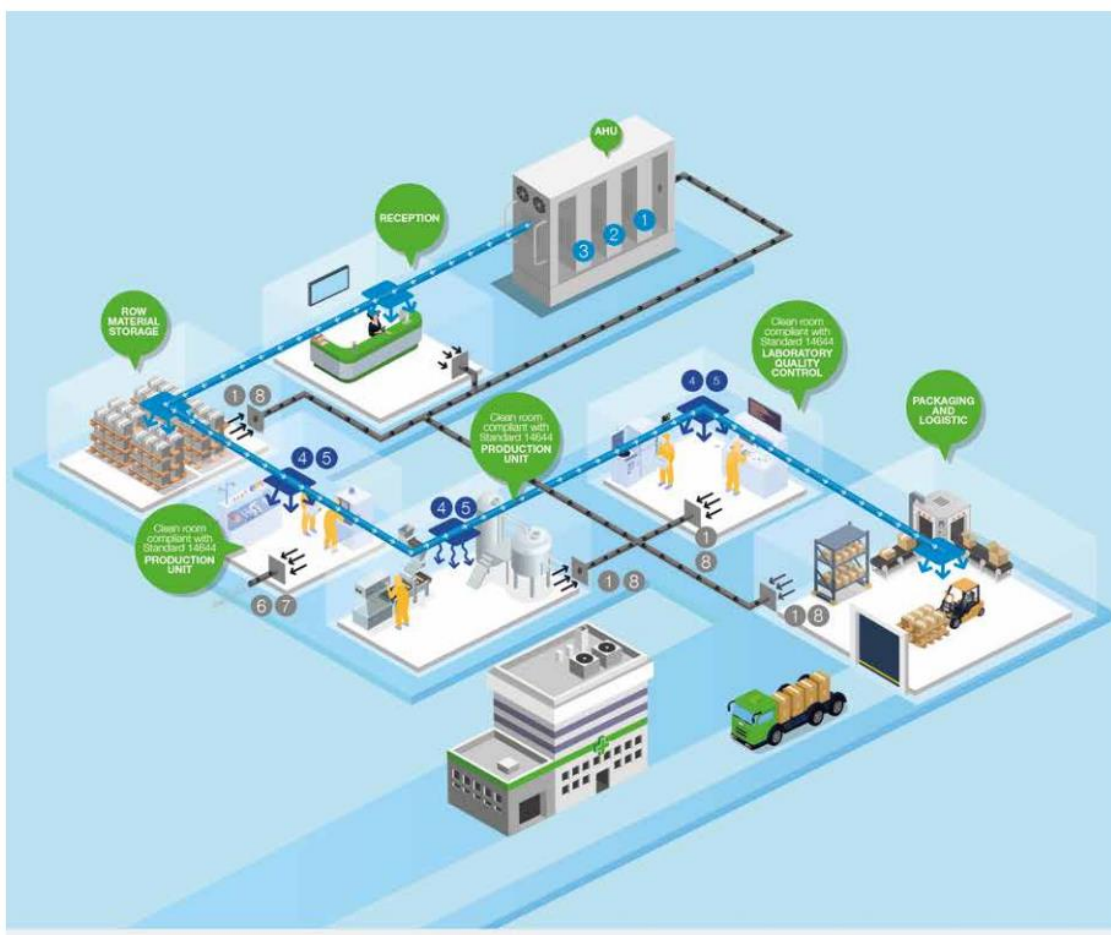 AHU
1
2
3
RECEPTION
ROW
MATERIAL
STORAGE
Clean room
compliant with
Standard 14644
LABORATORY
QUALITY
CONTROL
4 5
PACKAGING
AND
LOGISTIC
1 8
Clean room
compliant with
Standard 14644
PRODUCTION
UNIT
4 5
4 5
Clean room
compliant with
Standard 14644
PRODUCTION
UNIT
1
8
1 8
6 7
1 8